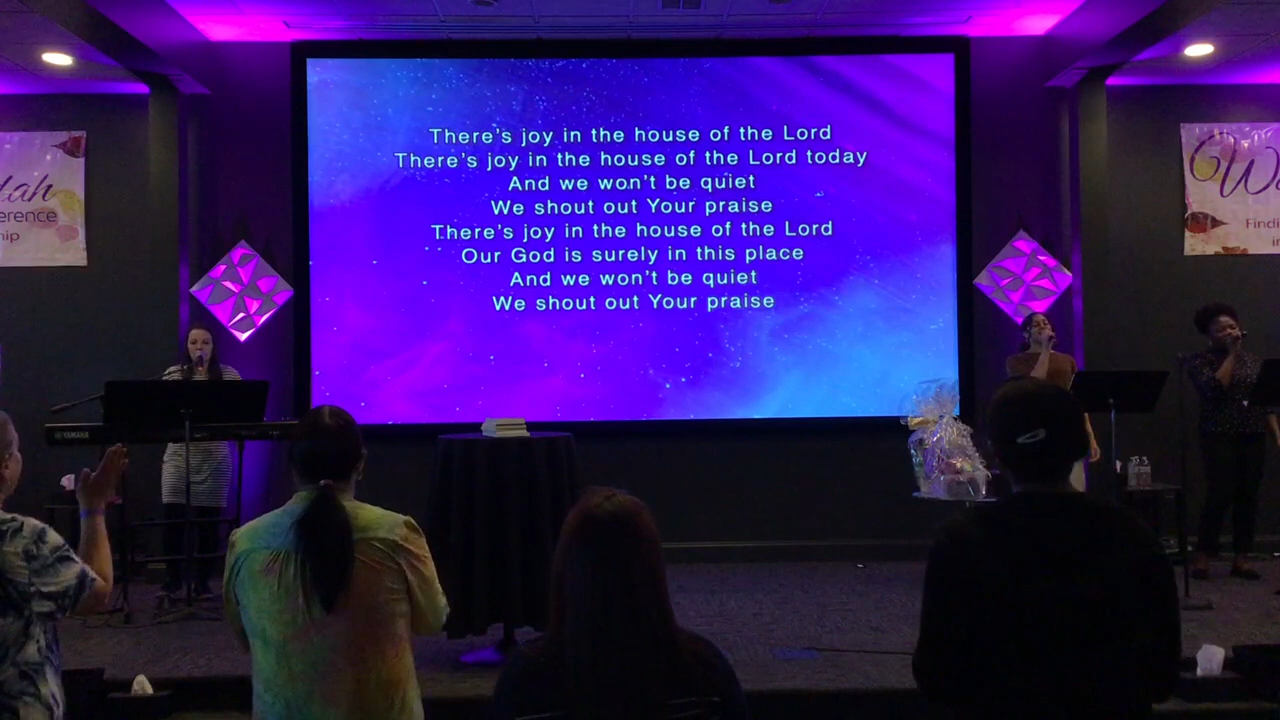 There's joy in the house of the Lord
There's joy in the house of the Lord today
And we won't be quiet
We shout out Your praise
There's joy in the house of the Lord
Our God is surely in this place
And we won't be quiet
We shout out Your praise
YAMAHA